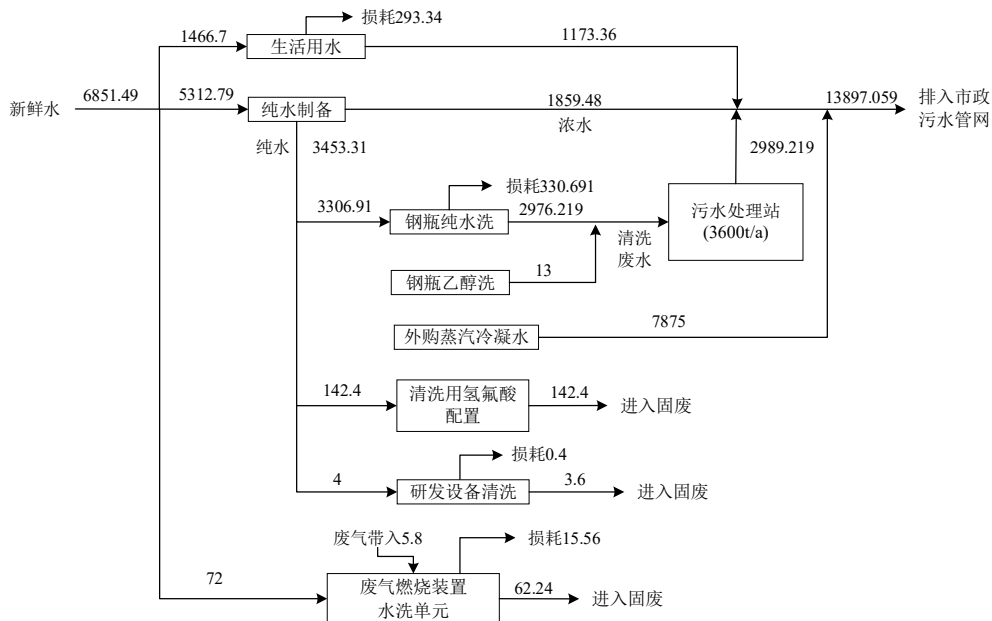 损耗293.34
1466.7
生活用水
1173.36
新鲜水
6851.49
5312.79
纯水制备
1859.48
浓水
13897.059
排入市政
污水管网
纯水
3453.31
2989.219
损耗330.691
3306.91
钢瓶纯水洗
2976.219
清洗
废水
污水处理站
(3600t/a)
钢瓶乙醇洗
13
外购蒸汽冷凝水
7875
142.4
清洗用氢氟酸
配置
142.4
进入固废
损耗0.4
4
研发设备清洗
3.6
进入固废
废气带入5.8
损耗15.56
72
废气燃烧装置
水洗单元
62.24
进入固废